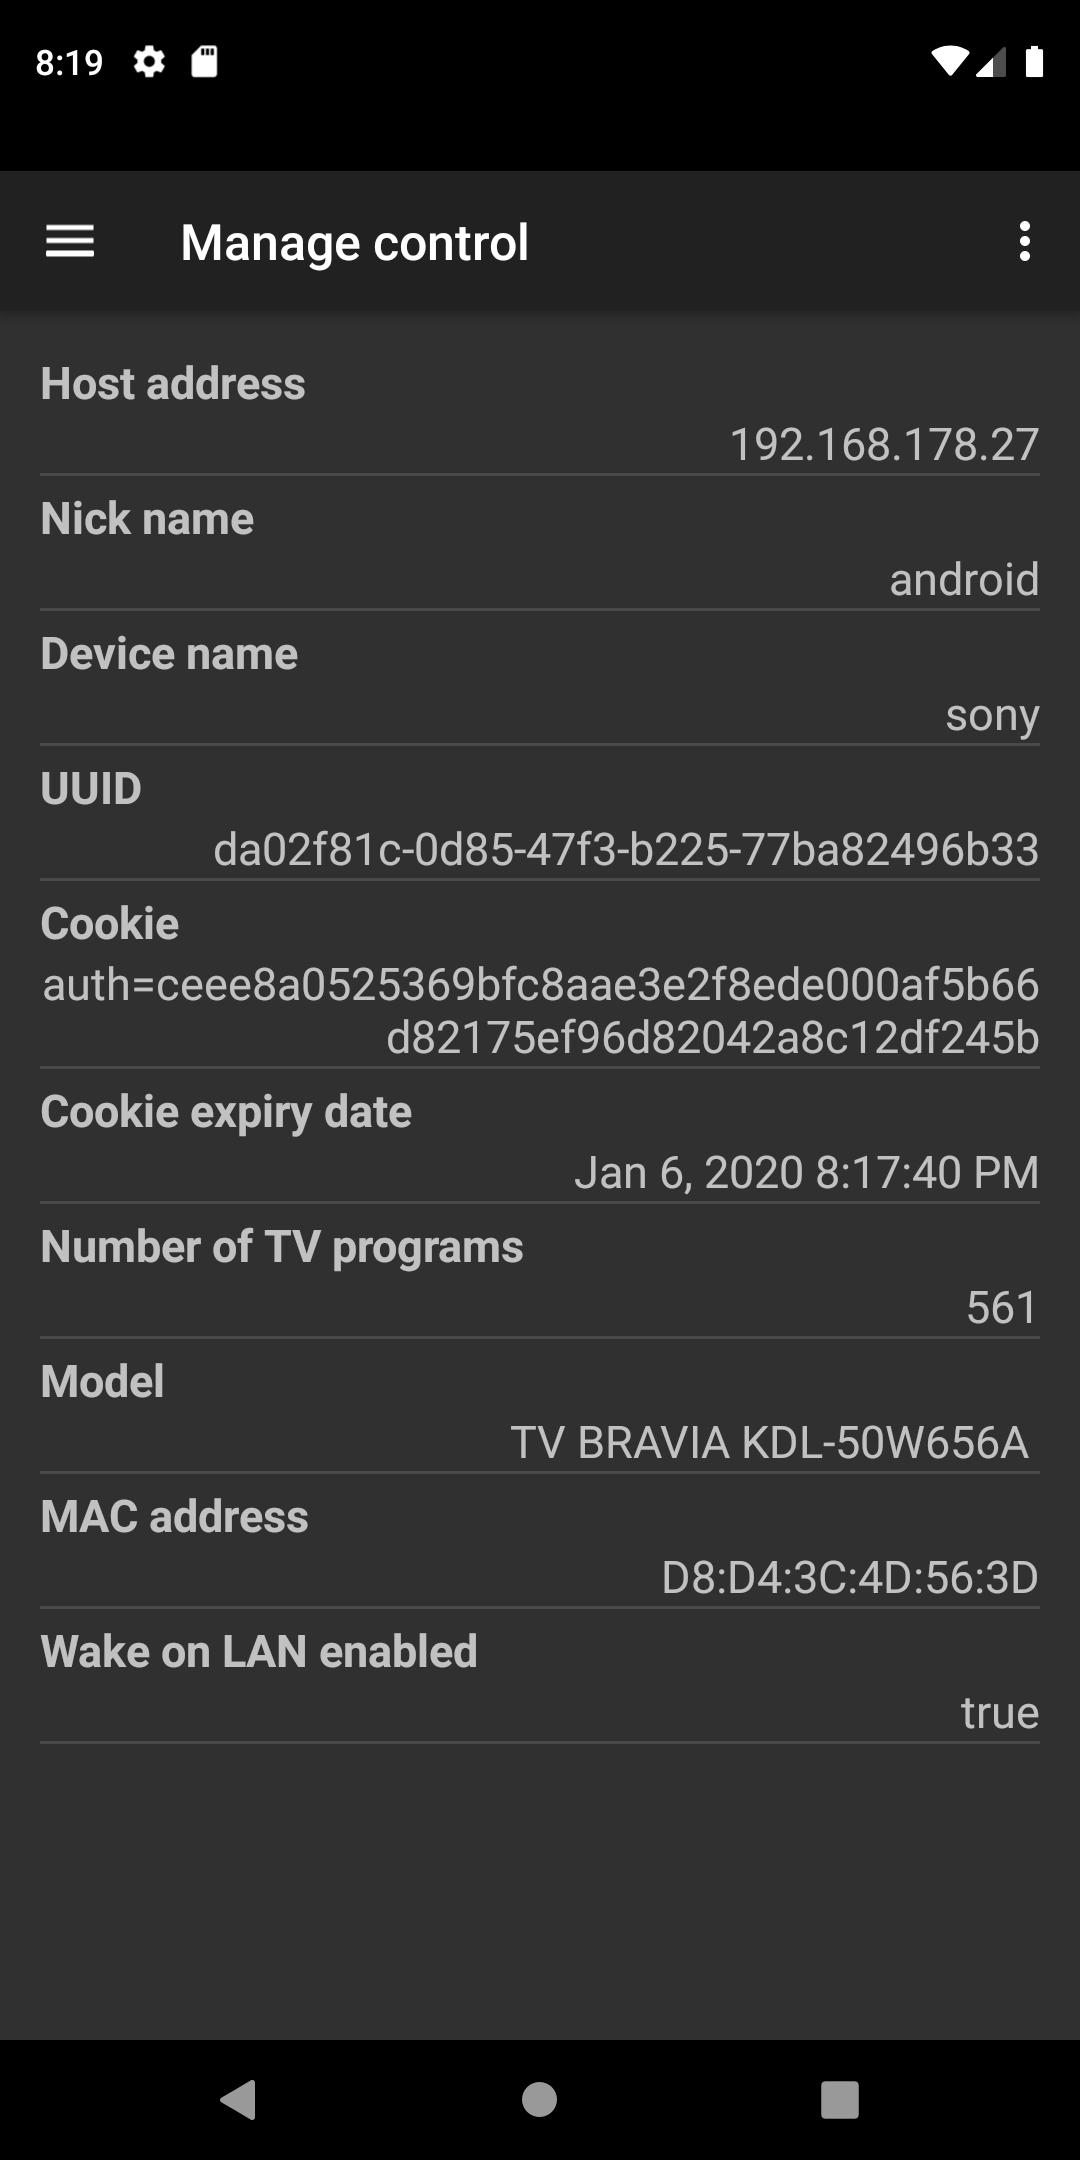 8:19
Manage control
Host address
192.168.178.27
Nick name
android
Device name
sony
UUID
da02f81c-0d85-47f3-b225-77ba82496b33
Cookie
auth=ceee8a0525369bfc8aae3e2f8ede000af5b66
d82175ef96d82042a8c12df245b
Cookie expiry date
Jan 6, 2020 8:17:40 PM
Number of TV programs
561
Model
TV BRAVIA KDL-50W656A
MAC address
D8:D4:3C:4D:56:3D
Wake on LAN enabled
true